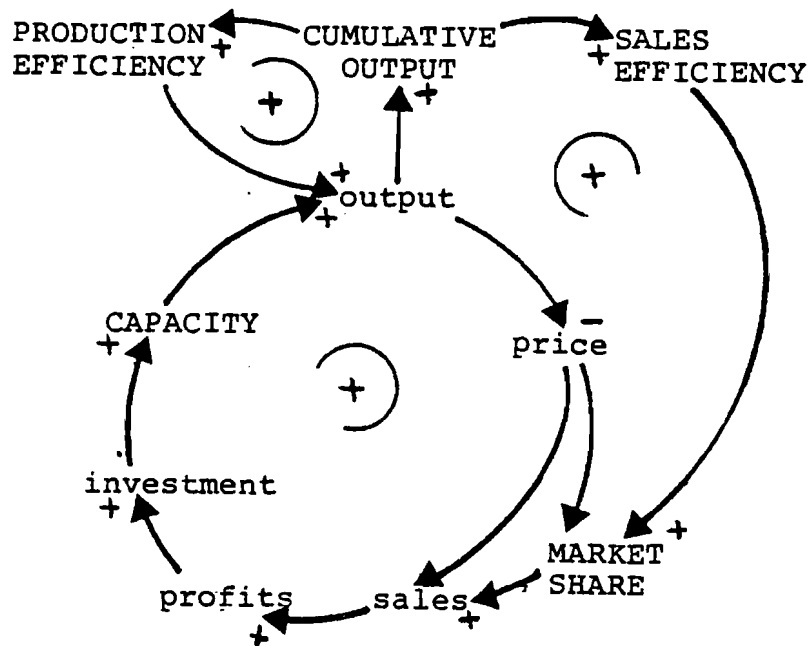 PRODUCTION
EFFICIENCY
+
CUMULATIVE
OUTPUT
+
+
SALES
EFFICIENCY
+
+
+
+
output
CAPACITY
+
−
price
+
investment
+
+
MARKET
SHARE
profits
+
sales
+